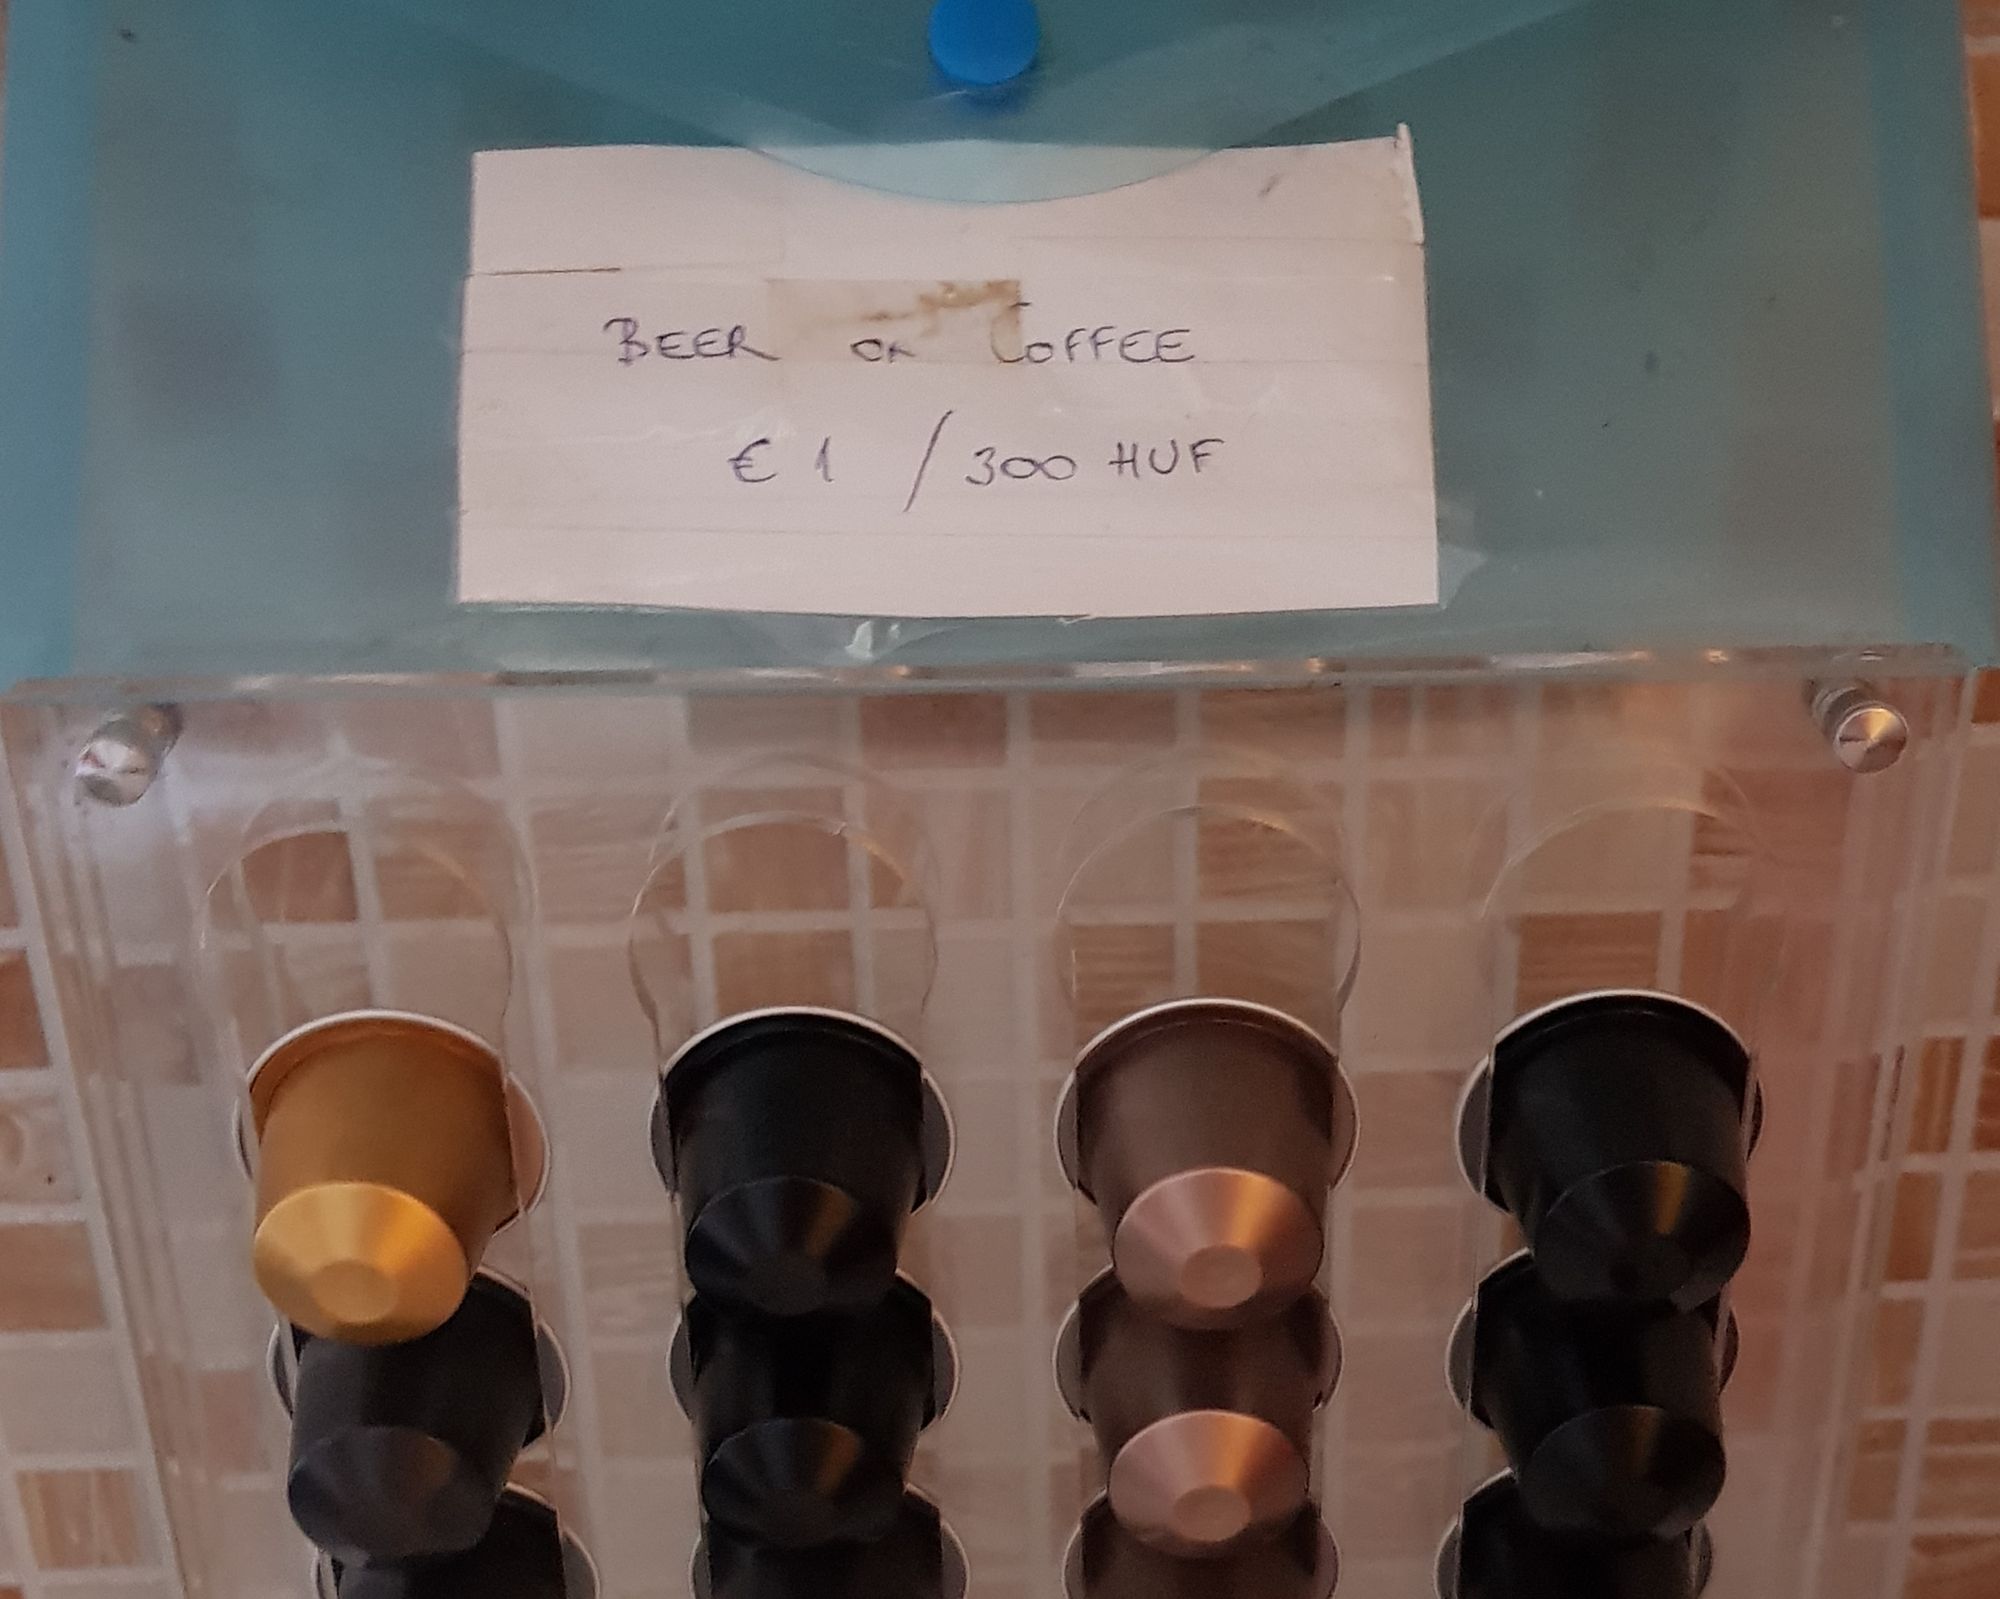 BEER OR COFFEE
€ 1 / 300 HUF